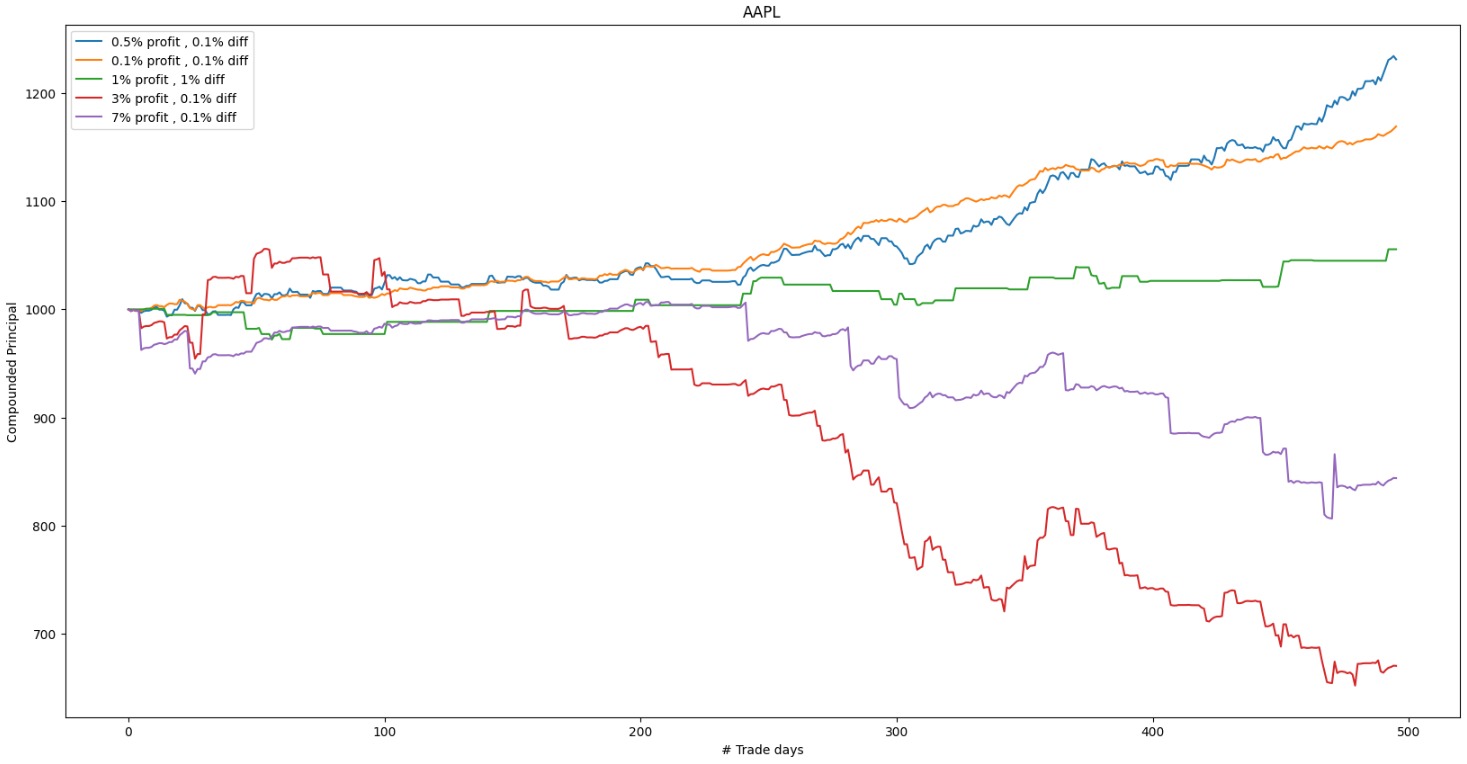 AAPL
0.5% profit , 0.1% diff
0.1% profit , 0.1% diff
1% profit , 1% diff
3% profit , 0.1% diff
7% profit , 0.1% diff
Compounded Principal
1200
1100
1000
900
800
700
0 100 200 300 400 500
# Trade days